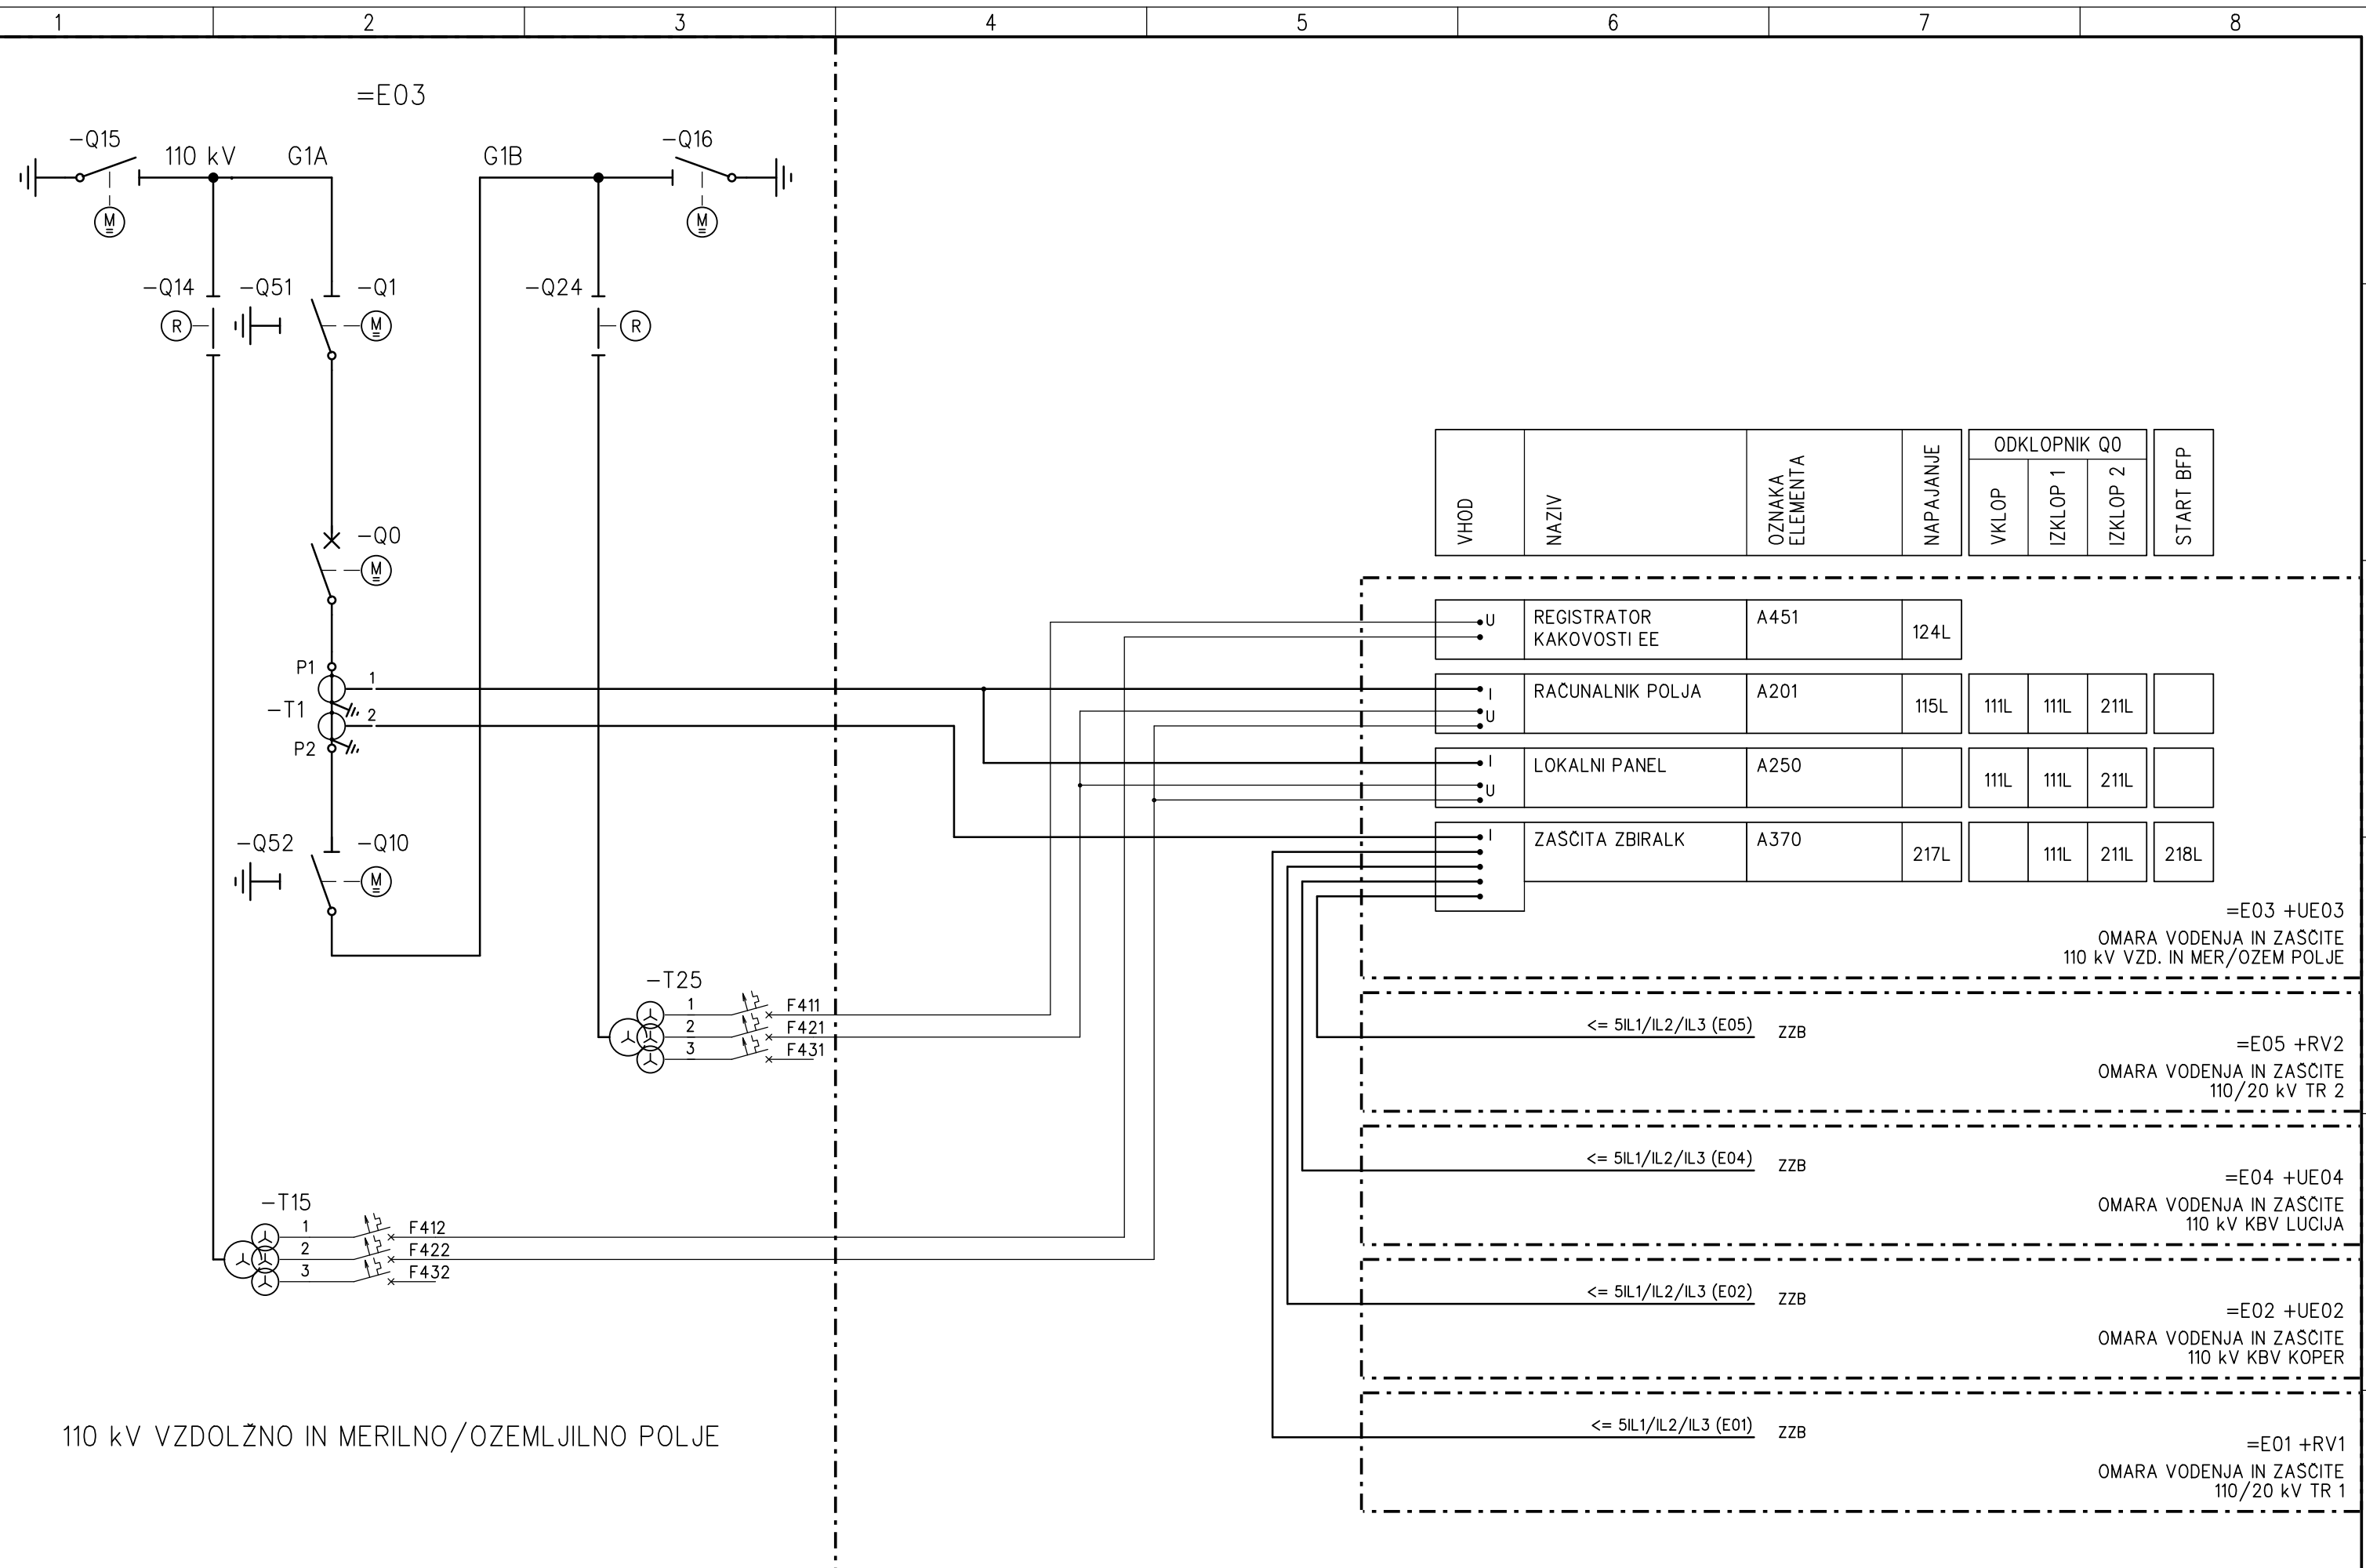 1 2 3 4 5 6 7 8
=E03
-Q15
110 kV
G1A
G1B
-Q16
M
M
-Q14
-Q51
-Q1
-Q24
R
M
R
-Q0
M
P1
1
-T1
2
P2
-Q52
-Q10
M
-T25
1
F411
2
F421
3
F431
-T15
1
F412
2
F422
3
F432
110 kV VZDOLŽNO IN MERILNO/OZEMLJILNO POLJE
VHOD
NAZIV
OZNAKA
ELEMENTA
NAPAJANJE
ODKLOPNIK Q0
VKLOP
IZKLOP 1
IZKLOP 2
START BFP
U
REGISTRATOR
KAKOVOSTI EE
A451
124L
I
U
RAČUNALNIK POLJA
A201
115L
111L
111L
211L
I
U
LOKALNI PANEL
A250
111L
111L
211L
I
ZAŠČITA ZBIRALK
A370
217L
111L
211L
218L
=E03 +UE03
OMARA VODENJA IN ZAŠČITE
110 kV VZD. IN MER/OZEM POLJE
<= 5IL1/IL2/IL3 (E05)
ZZB
=E05 +RV2
OMARA VODENJA IN ZAŠČITE
110/20 kV TR 2
<= 5IL1/IL2/IL3 (E04)
ZZB
=E04 +UE04
OMARA VODENJA IN ZAŠČITE
110 kV KBV LUCIJA
<= 5IL1/IL2/IL3 (E02)
ZZB
=E02 +UE02
OMARA VODENJA IN ZAŠČITE
110 kV KBV KOPER
<= 5IL1/IL2/IL3 (E01)
ZZB
=E01 +RV1
OMARA VODENJA IN ZAŠČITE
110/20 kV TR 1